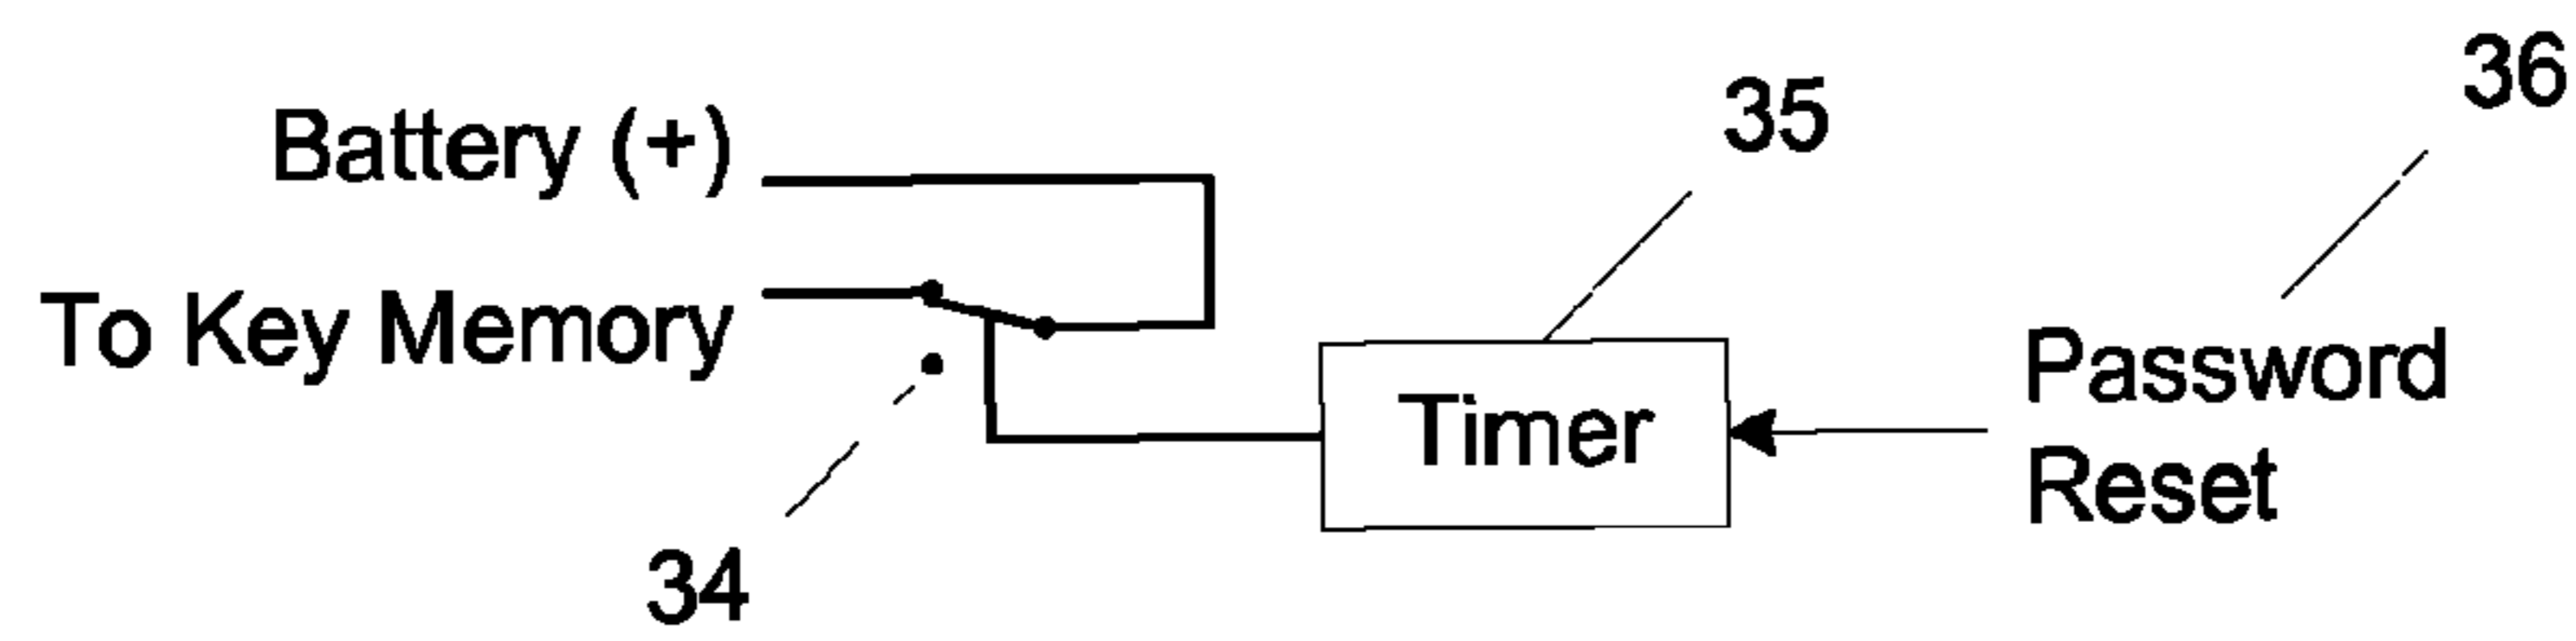 36
35
Battery (+)
To Key Memory
Timer
Password
Reset
34